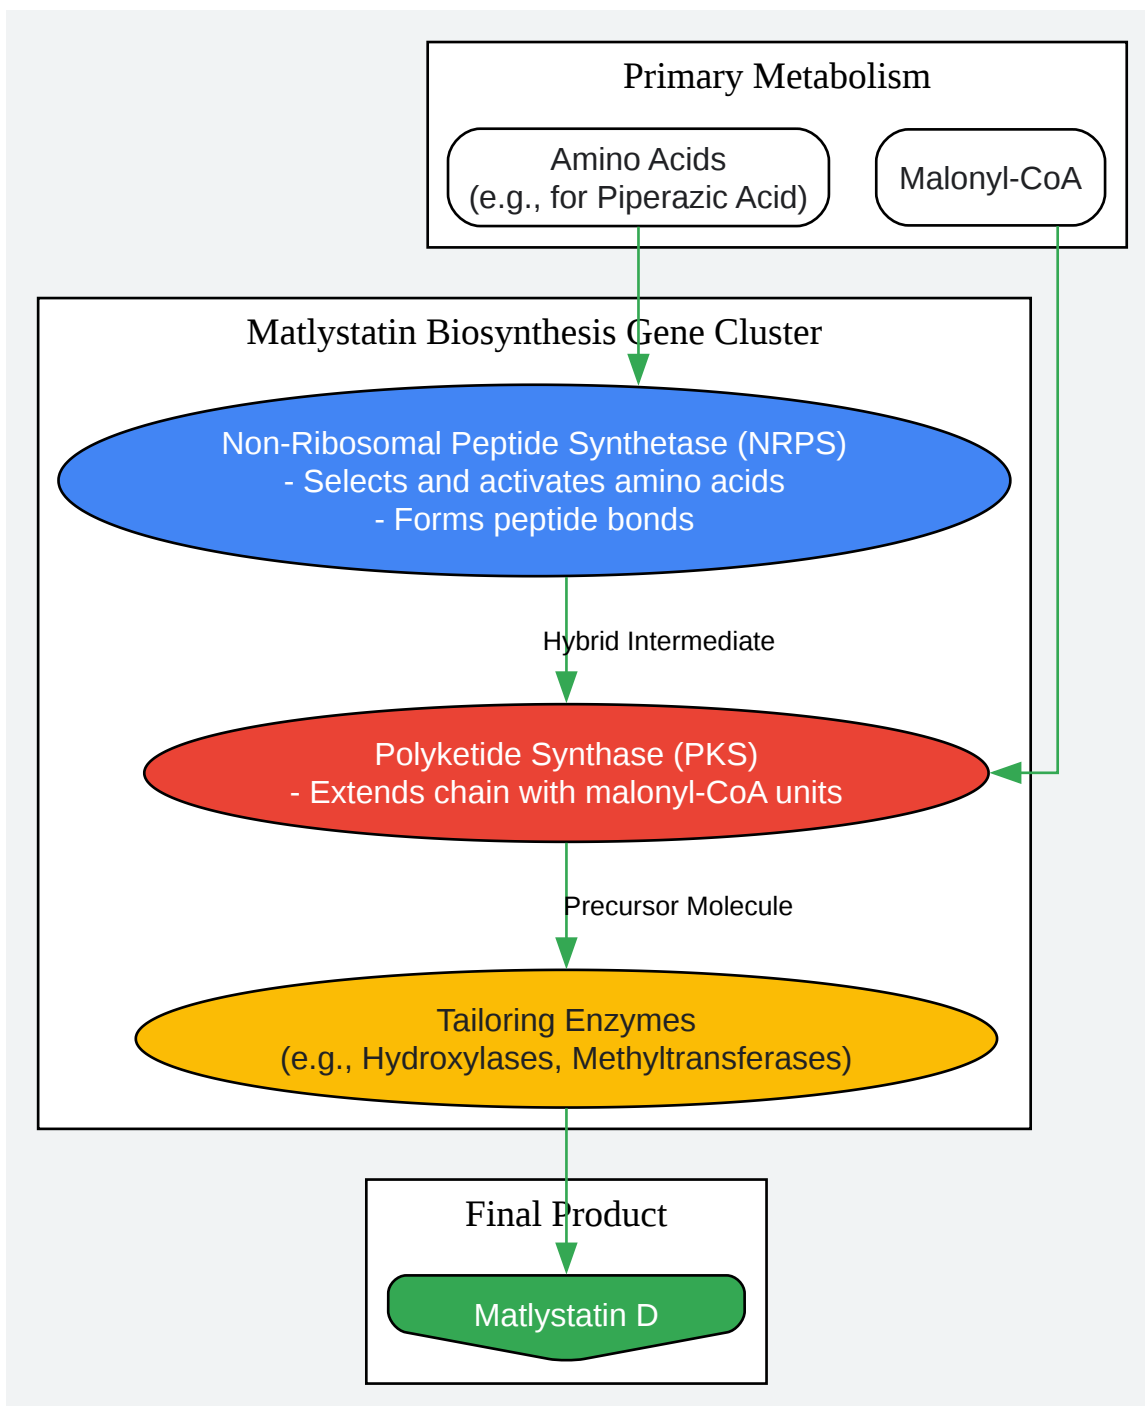 Primary Metabolism
Amino Acids
(e.g., for Piperazic Acid)
Malonyl-CoA
Matlystatin Biosynthesis Gene Cluster
Non-Ribosomal Peptide Synthetase (NRPS)
- Selects and activates amino acids
- Forms peptide bonds
Hybrid Intermediate
Polyketide Synthase (PKS)
- Extends chain with malonyl-CoA units
Precursor Molecule
Tailoring Enzymes
(e.g., Hydroxylases, Methyltransferases)
Final Product
Matlystatin D